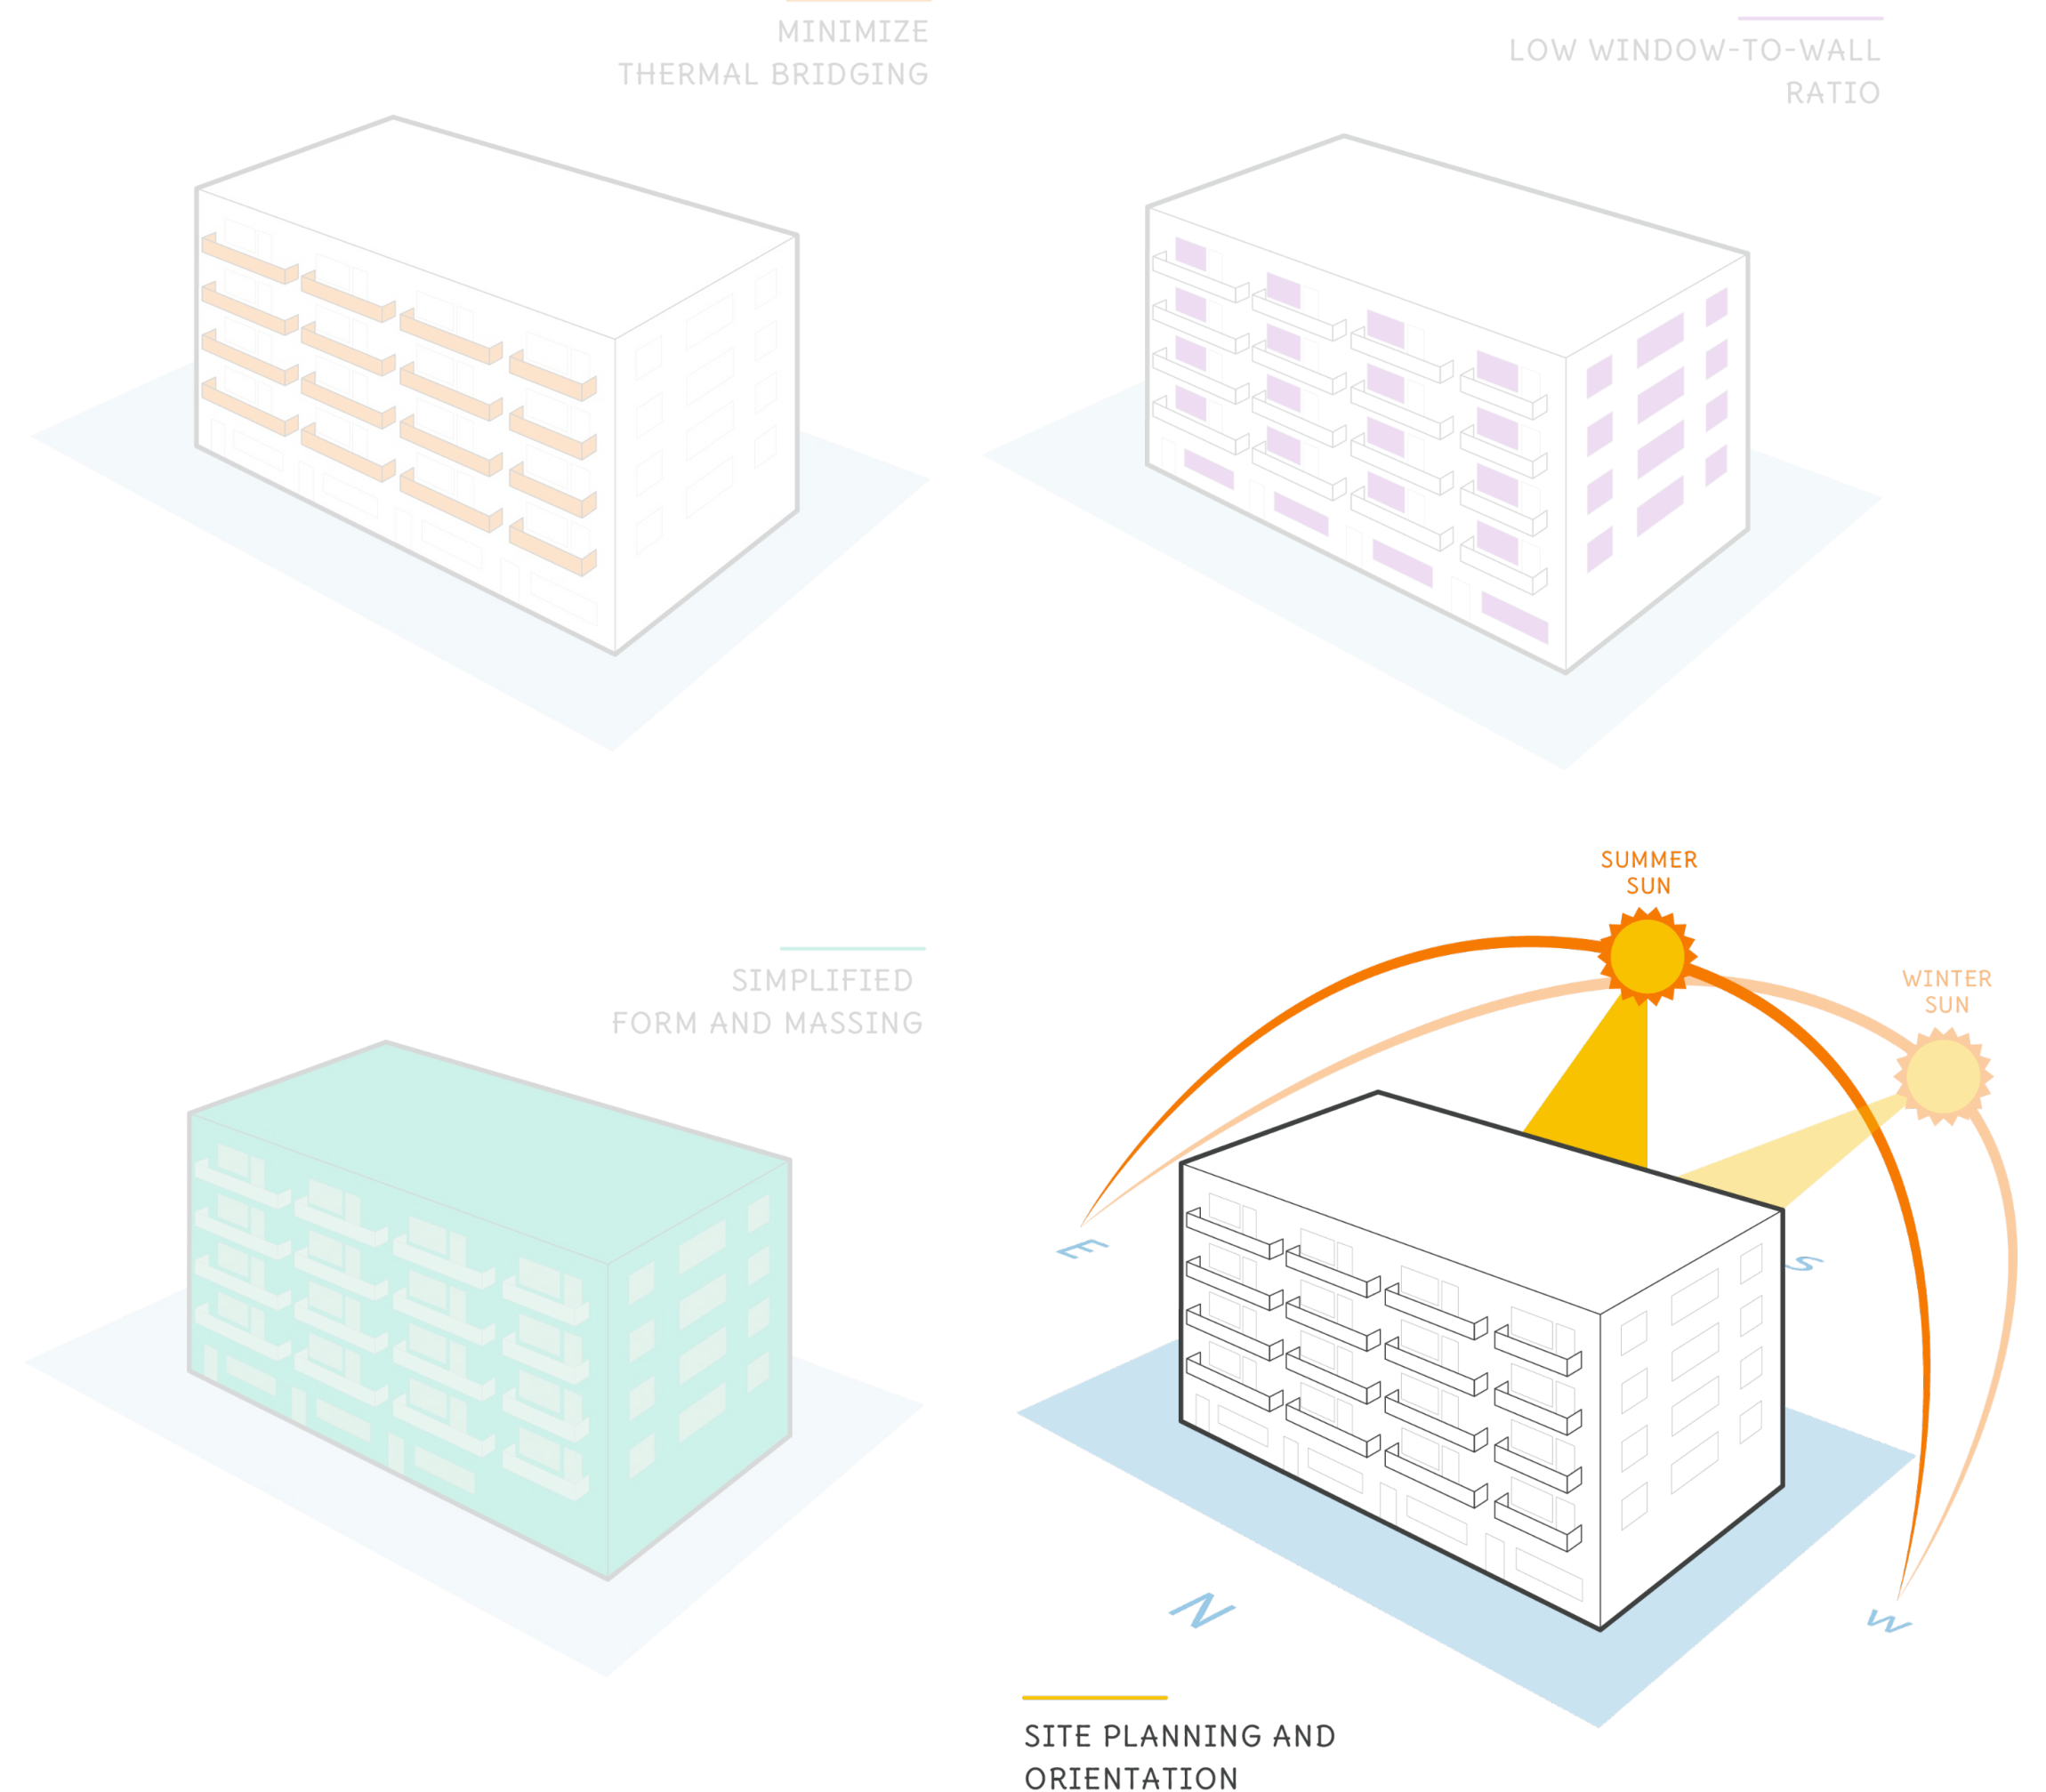 MINIMIZE
THERMAL BRIDGING
LOW WINDOW-TO-WALL
RATIO
SUMMER
SUN
WINTER
SUN
SIMPLIFIED
FORM AND MASSING
E
S
N
W
SITE PLANNING AND
ORIENTATION